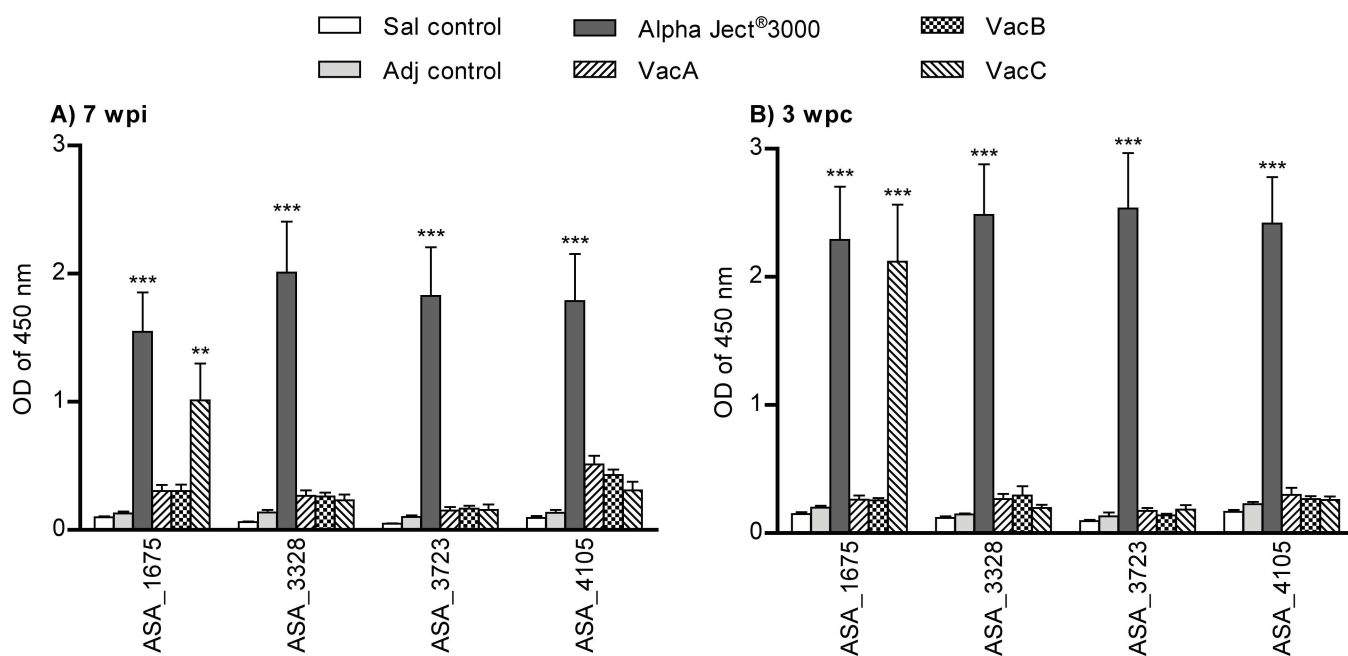 Sal control Alpha Ject®3000 VacB
Adj control VacA VacC
A) 7 wpi
3
2
1
0
OD of 450 nm
***
**
***
***
***
ASA_1675
ASA_3328
ASA_3723
ASA_4105
B) 3 wpc
3
2
1
0
OD of 450 nm
***
***
***
***
***
ASA_1675
ASA_3328
ASA_3723
ASA_4105